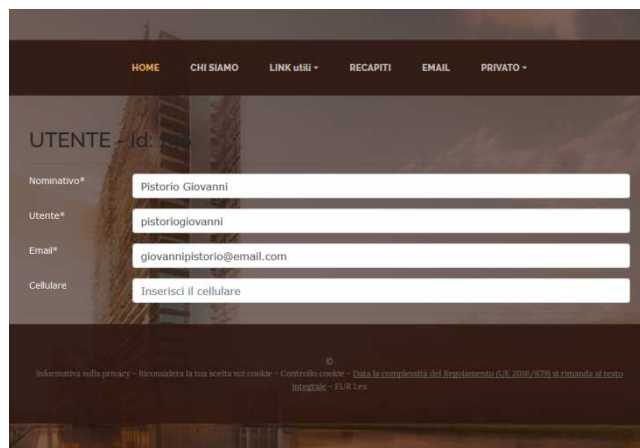 HOME CHI SIAMO LINK utili RECAPITI EMAIL PRIVATO
UTENTE - Id:
Nominativo* Pistorio Giovanni
Utente* pistoriogiovanni
Email* giovannipistorio@email.com
Cellulare Inserisci il cellulare
©
Informativa sulla privacy - Riconsidera la tua scelta sui cookie - Controllo cookie - Data la complessità del Regolamento (UE 2016/679) si rimanda al testo
integrale - EUR Lex